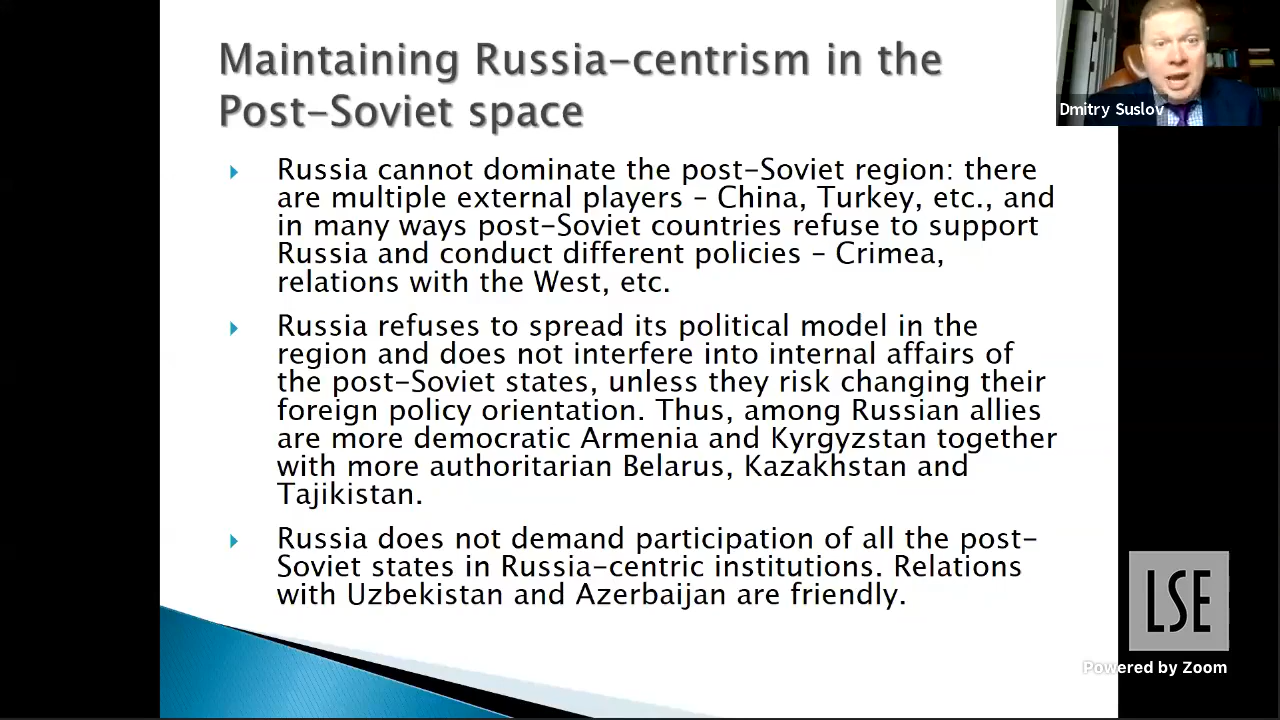 Maintaining Russia-centrism in the
Post-Soviet space
Russia cannot dominate the post-Soviet region: there
are multiple external players – China, Turkey, etc., and
in many ways post-Soviet countries refuse to support
Russia and conduct different policies – Crimea,
relations with the West, etc.
Russia refuses to spread its political model in the
region and does not interfere into internal affairs of
the post-Soviet states, unless they risk changing their
foreign policy orientation. Thus, among Russian allies
are more democratic Armenia and Kyrgyzstan together
with more authoritarian Belarus, Kazakhstan and
Tajikistan.
Russia does not demand participation of all the post-
Soviet states in Russia-centric institutions. Relations
with Uzbekistan and Azerbaijan are friendly.
Dmitry Suslov
LSE
Powered by Zoom